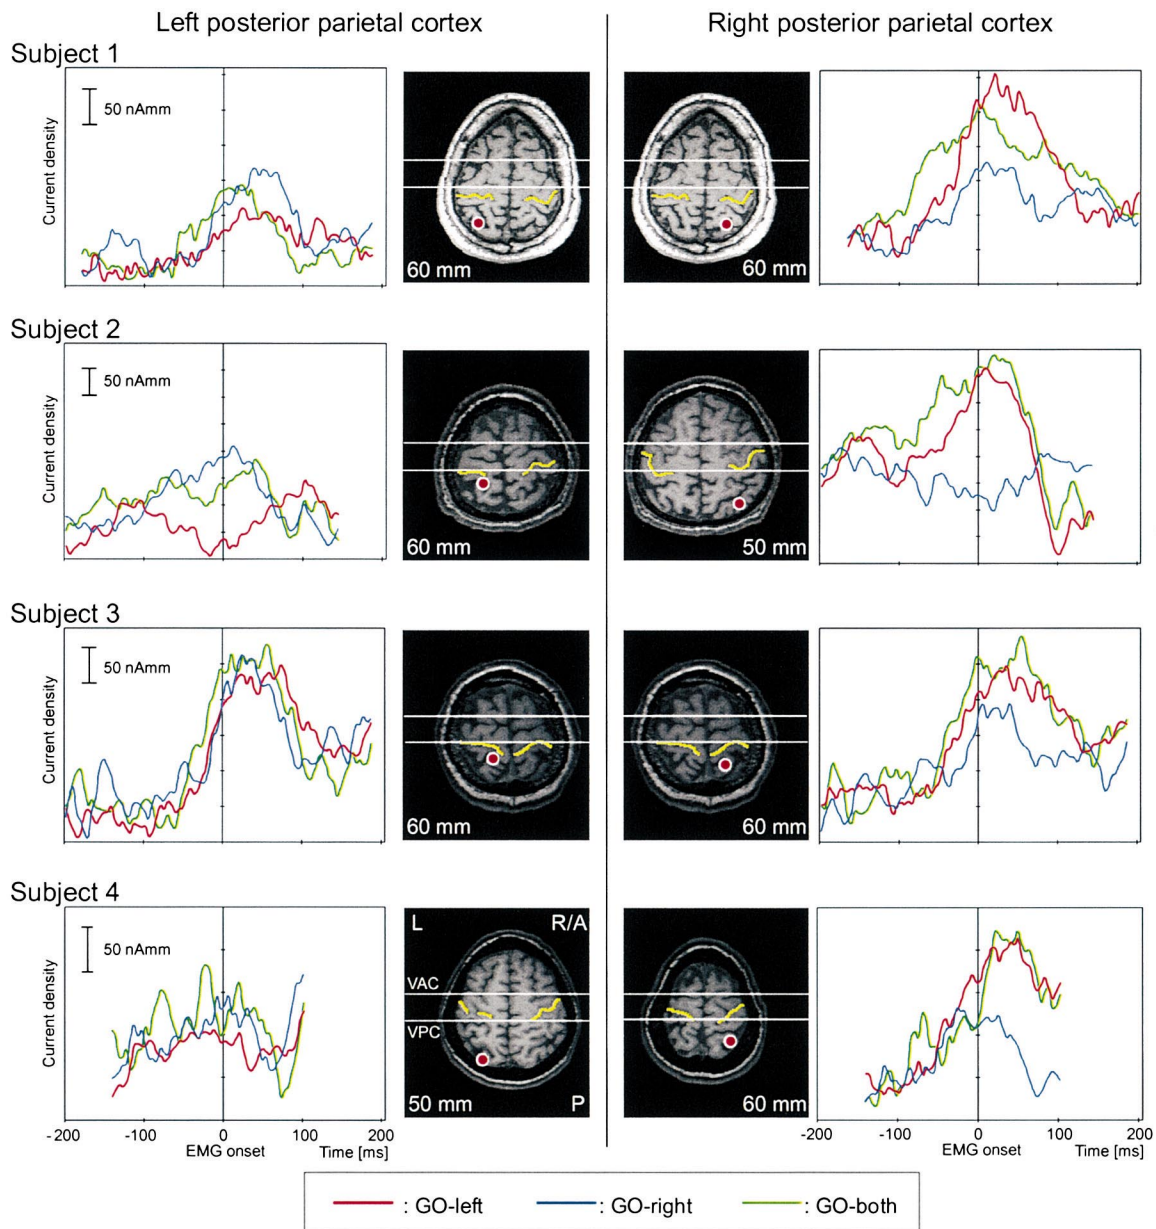 Left posterior parietal cortex
Right posterior parietal cortex
Subject 1
50 nAmm
Current density
60 mm
60 mm
Subject 2
50 nAmm
Current density
60 mm
50 mm
Subject 3
50 nAmm
Current density
60 mm
60 mm
Subject 4
50 nAmm
Current density
L
R/A
VAC
VPC
50 mm
P
60 mm
-200 -100 0 100 200
EMG onset Time [ms]
-200 -100 0 100 200
EMG onset Time [ms]
: GO-left : GO-right : GO-both